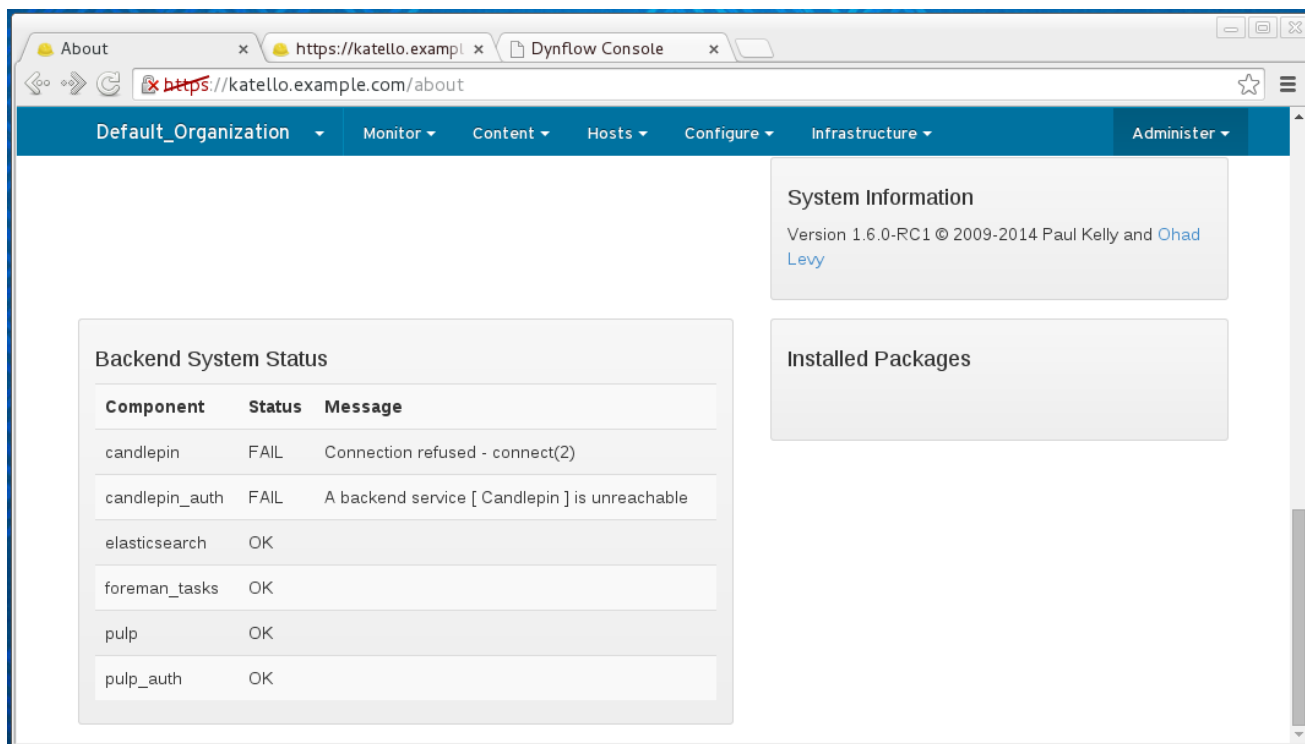 About
https://katello.exampl
Dynflow Console
https://katello.example.com/about
Default_Organization Monitor Content Hosts Configure Infrastructure Administer
System Information
Version 1.6.0-RC1 © 2009-2014 Paul Kelly and Ohad
Levy
Backend System Status
Component Status Message
candlepin FAIL Connection refused - connect(2)
candlepin_auth FAIL A backend service [ Candlepin ] is unreachable
elasticsearch OK
foreman_tasks OK
pulp OK
pulp_auth OK
Installed Packages